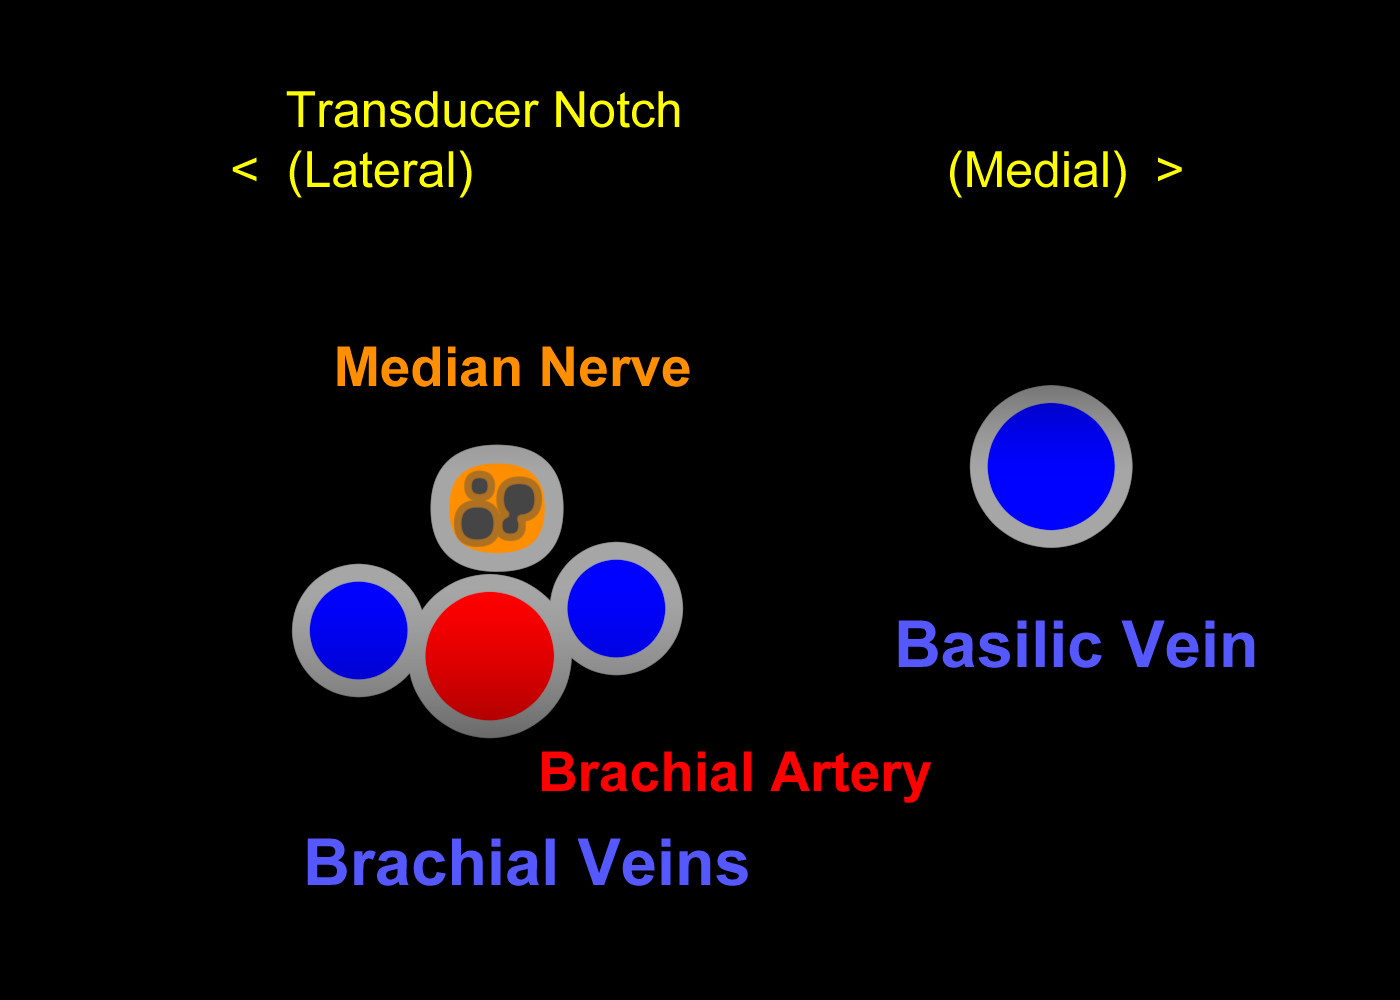 Transducer Notch
< (Lateral)
(Medial) >
Median Nerve
Basilic Vein
Brachial Artery
Brachial Veins